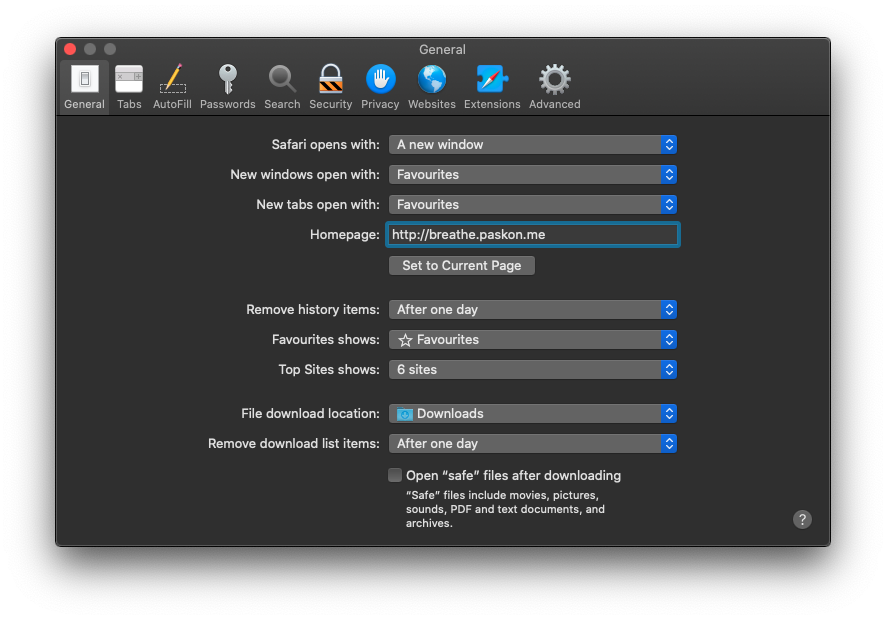 General
General Tabs AutoFill Passwords Search Security Privacy Websites Extensions Advanced
Safari opens with: A new window
New windows open with: Favourites
New tabs open with: Favourites
Homepage: http://breathe.paskon.me
Set to Current Page
Remove history items: After one day
Favourites shows: Favourites
Top Sites shows: 6 sites
File download location: Downloads
Remove download list items: After one day
Open “safe” files after downloading
“Safe” files include movies, pictures,
sounds, PDF and text documents, and
archives.
?